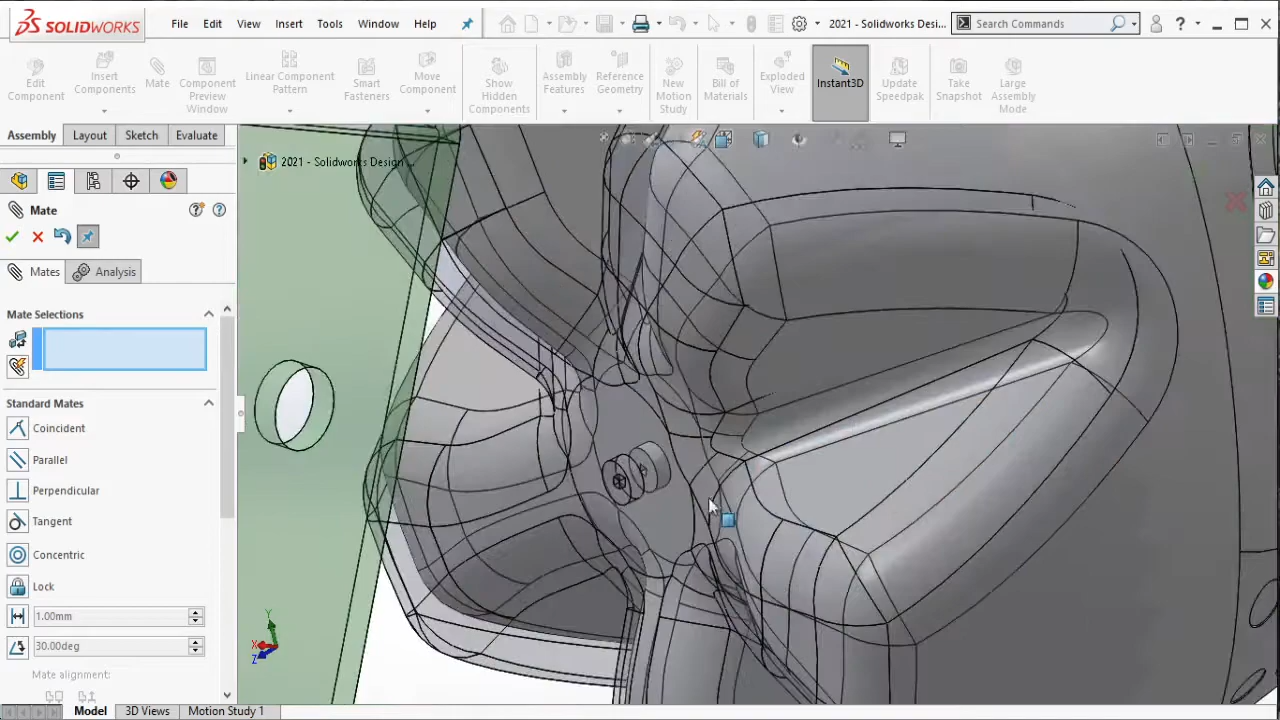 SOLIDWORKS
File Edit View Insert Tools Window Help
2021 - Solidworks Desi...
Search Commands
?
Edit Component
Insert Components
Mate
Component Preview Window
Linear Component Pattern
Smart Fasteners
Move Component
Show Hidden Components
Assembly Features
Reference Geometry
New Motion Study
Bill of Materials
Exploded View
Instant3D
Update Speedpak
Take Snapshot
Large Assembly Mode
Assembly Layout Sketch Evaluate
2021 - Solidworks Design ...
Mate
Mates Analysis
Mate Selections
Standard Mates
Coincident
Parallel
Perpendicular
Tangent
Concentric
Lock
1.00mm
30.00deg
Mate alignment:
Y
X
Z
Model 3D Views Motion Study 1